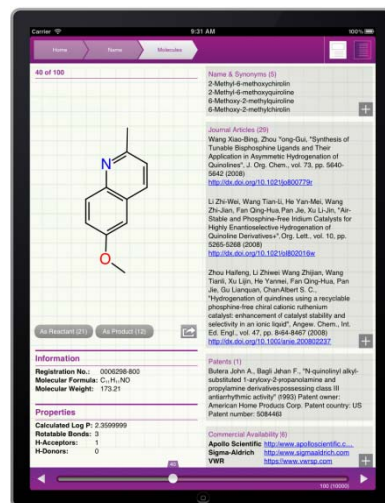 Carrier
9:31 AM
100%
Home
Name
Molecules
40 of 100
N
O
As Reactant (21)
As Product (12)
Information
Registration No.: 0006298-800
Molecular Formula: C₁₁H₁₁NO
Molecular Weight: 173.21
Properties
Calculated Log P: 2.3599999
Rotatable Bonds: 3
H-Acceptors: 1
H-Donors: 0
Name & Synonyms (5)
2-Methyl-6-methoxychirolin
2-Methyl-6-methoxyquiroline
6-Methoxy-2-methylquiroline
6-Methoxy-2-methylchirolin
Journal Articles (29)
Wang Xiao-Bing, Zhou "ong-Gui, "Synthesis of
Tunable Bisphosphine Ligands and Their
Application in Asymmetric Hydrogenation of
Quinolines", J. Org. Chem., vol. 73, pp. 5640-
5642 (2008)
http://dx.doi.org/10.1021/jo800779r
Li Zhi-Wei, Wang Tian-Li, He Yan-Mei, Wang
Zhi-Jian, Fan Qing-Hua, Pan Jie, Xu Li-Jin, "Air-
Stable and Phosphine-Free Iridium Catalysts for
Highly Enantioselective Hydrogenation of
Quinoline Derivatives+", Org. Lett., vol. 10, pp.
5265-5268 (2008)
http://dx.doi.org/10.1021/ol802016w
Zhou Haifeng, Li Zhiwei Wang Zhijian, Wang
Tianli, Xu Lijin, He Yanmei, Fan Qing-Hua, Pan
Jie, Gu Lianquan, Chan Albert S. C.,
"Hydrogenation of quinolines using a recyclable
phosphine-free chiral cationic ruthenium
catalyst: enhancement of catalyst stability and
selectivity in an ionic liquid", Angew. Chem., Int.
Ed. Engl., vol. 47, pp. 8464-8467 (2008)
http://dx.doi.org/10.1002/anie.200802237
Patents (1)
Butera John A., Bagli Jehan F., "N-quinolinyl alkyl-
substituted 1-aryloxy-2-propanolamine and
propylamine derivatives possessing class III
antiarrhythmic activity" (1993) Patent owner:
American Home Products Corp. Patent country: US
Patent number: 5084463
Commercial Availability (6)
Apollo Scientific http://www.apolloscientific.c...
Sigma-Aldrich http://www.sigmaaldrich.com
VWR https://www.vwrsp.com
40
100 (10000)